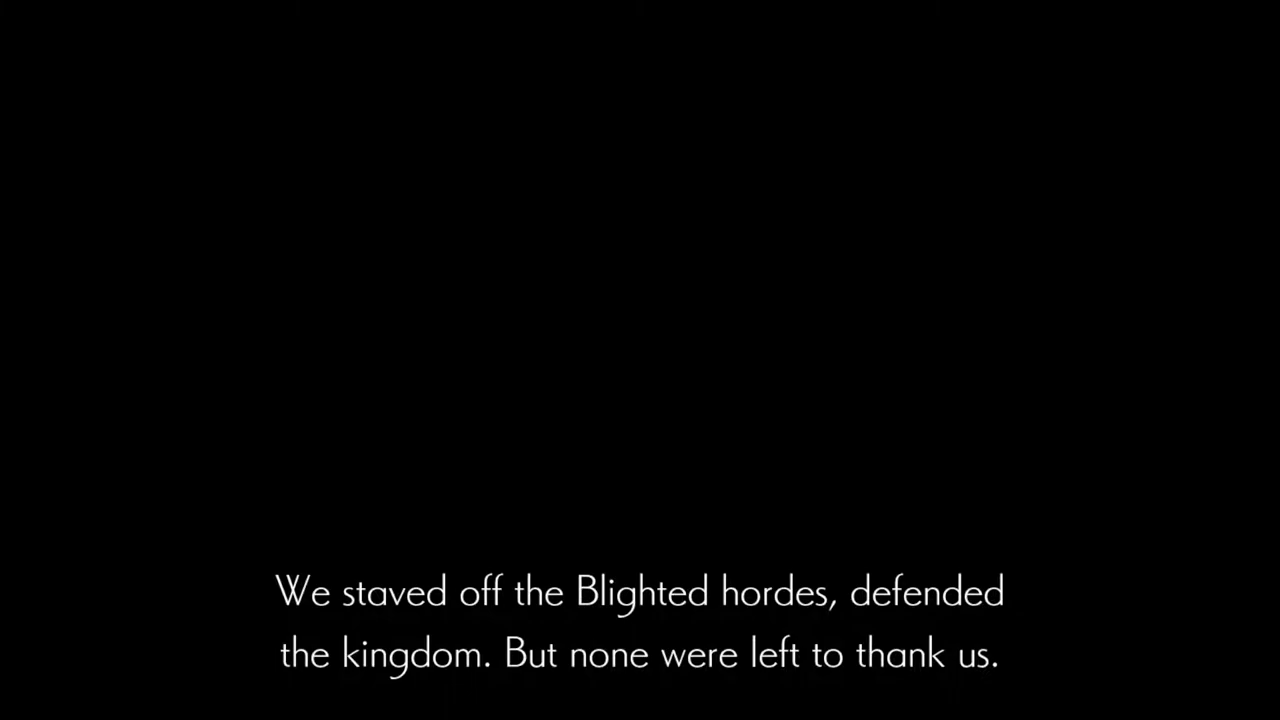 We staved off the Blighted hordes, defended
the kingdom. But none were left to thank us.